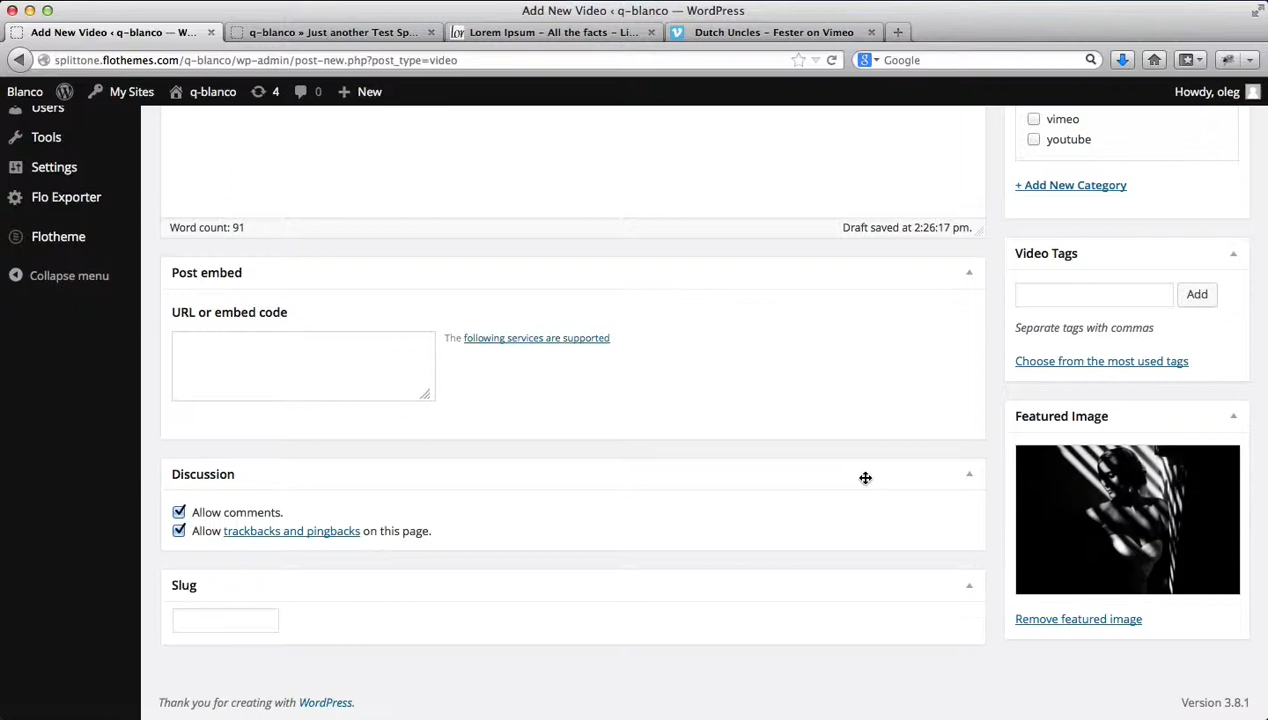 Add New Video ‹ q-blanco — WordPress
Add New Video ‹ q-blanco — W...
q-blanco » Just another Test Sp...
Lorem Ipsum – All the facts – Li...
Dutch Uncles – Fester on Vimeo
splittone.flothemes.com/q-blanco/wp-admin/post-new.php?post_type=video
Google
Blanco
My Sites
q-blanco
4
0
New
Howdy, oleg
Users
Tools
Settings
Flo Exporter
Flotheme
Collapse menu
Word count: 91
Draft saved at 2:26:17 pm.
Post embed
URL or embed code
The following services are supported
Discussion
Allow comments.
Allow trackbacks and pingbacks on this page.
Slug
vimeo
youtube
+ Add New Category
Video Tags
Add
Separate tags with commas
Choose from the most used tags
Featured Image
Remove featured image
Thank you for creating with WordPress.
Version 3.8.1